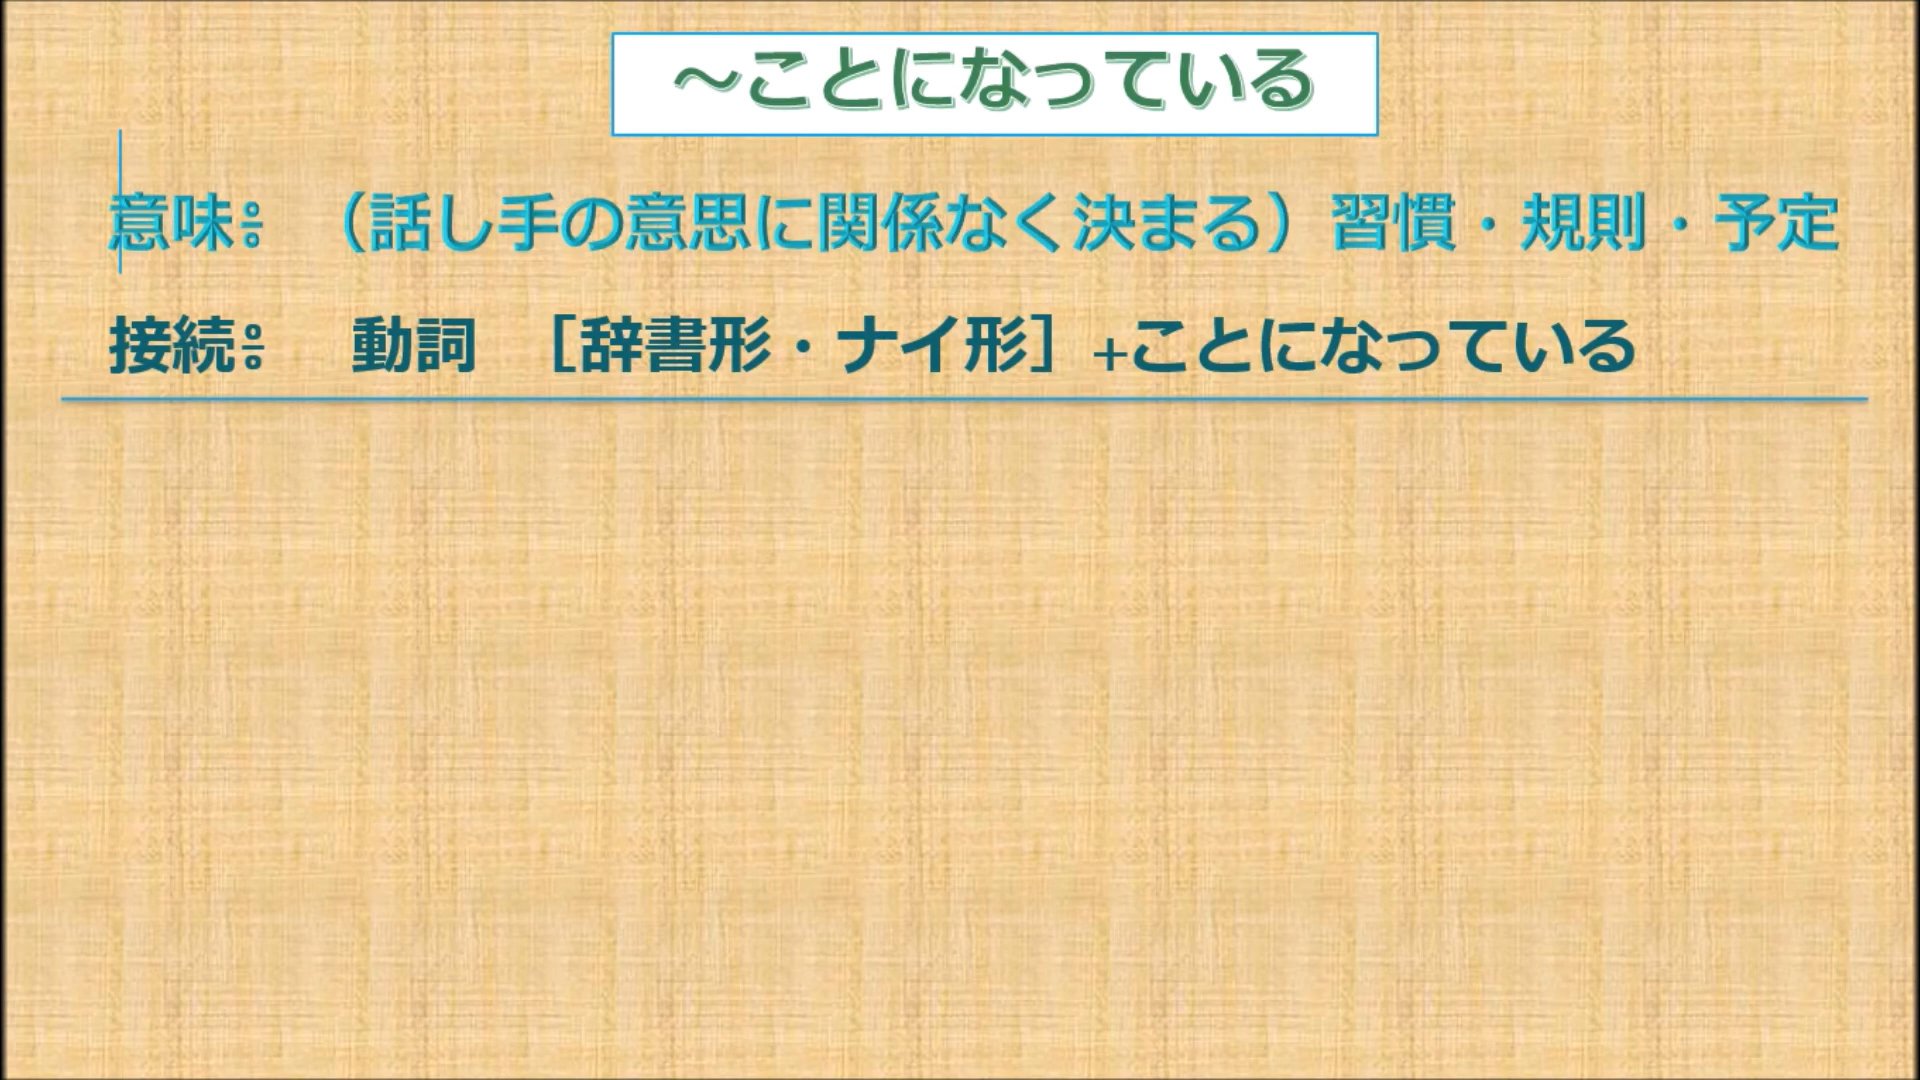 ～ことになっている
意味： （話し手の意思に関係なく決まる）習慣・規則・予定
接続： 動詞 ［辞書形・ナイ形］+ことになっている